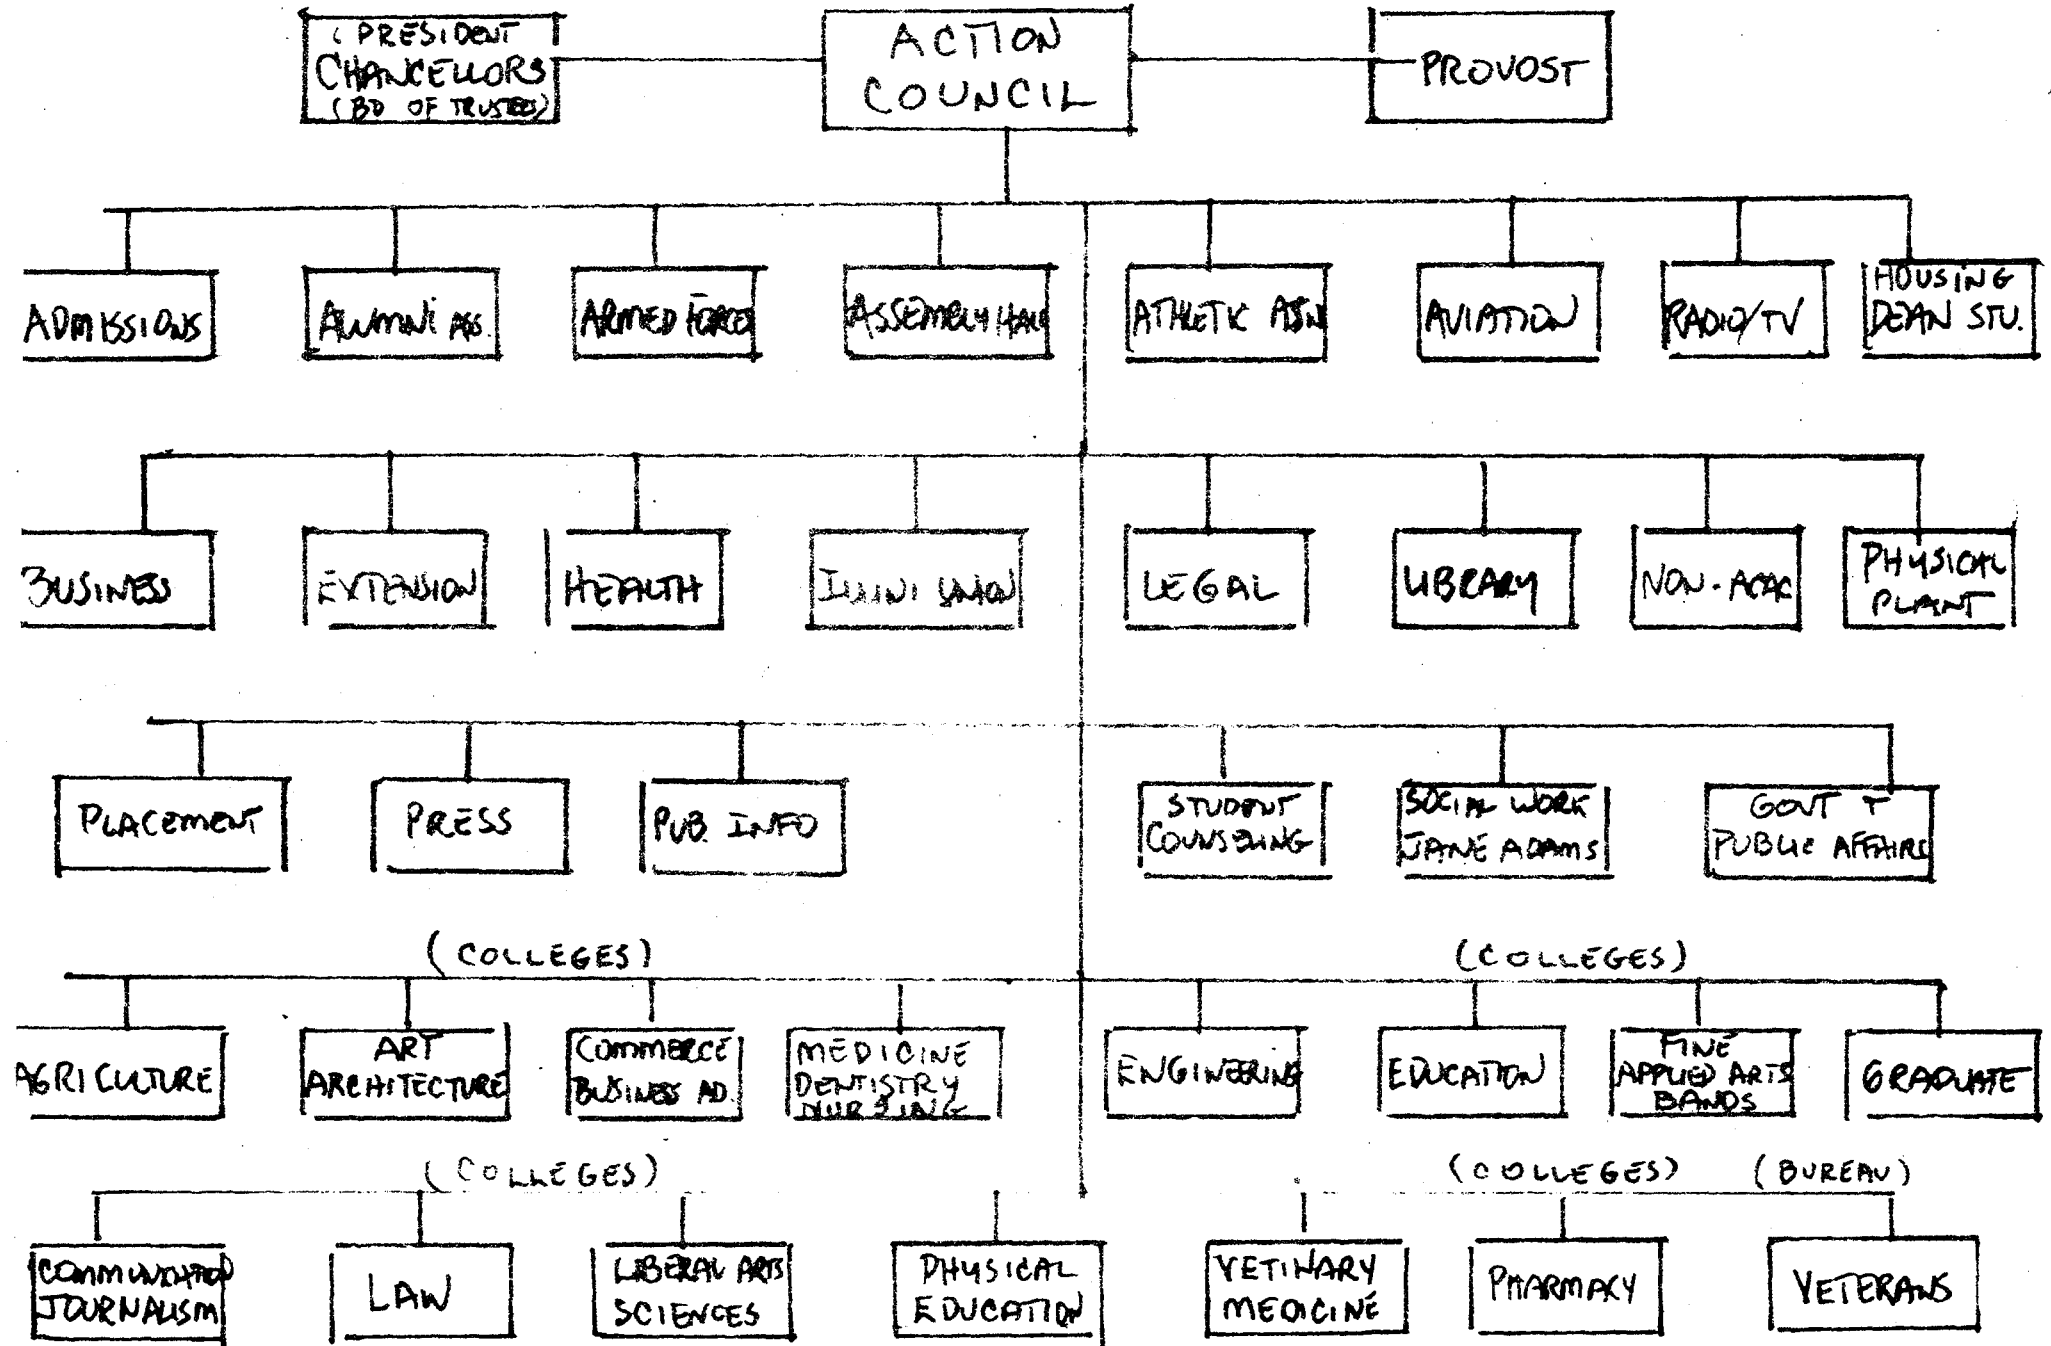 (PRESIDENT
CHANCELLORS
(BD OF TRUSTEES)
ACTION
COUNCIL
PROVOST
ADMISSIONS
ALUMNI ASS.
ARMED FORCES
ASSEMBLY HALL
ATHLETIC ASSN
AVIATION
RADIO/TV
HOUSING
DEAN STU.
BUSINESS
EXTENSION
HEALTH
ILLINI UNION
LEGAL
LIBRARY
NON-ACAC
PHYSICAL
PLANT
PLACEMENT
PRESS
PUB. INFO
STUDENT
COUNSELING
SOCIAL WORK
JANE ADAMS
GOVT +
PUBLIC AFFAIRS
(COLLEGES)
(COLLEGES)
AGRICULTURE
ART
ARCHITECTURE
COMMERCE
BUSINESS AD.
MEDICINE
DENTISTRY
NURSING
ENGINEERING
EDUCATION
FINE
APPLIED ARTS
BANDS
GRADUATE
(COLLEGES)
(COLLEGES) (BUREAU)
COMMUNICATION
JOURNALISM
LAW
LIBERAL ARTS
SCIENCES
PHYSICAL
EDUCATION
VETINARY
MEDICINE
PHARMACY
VETERANS